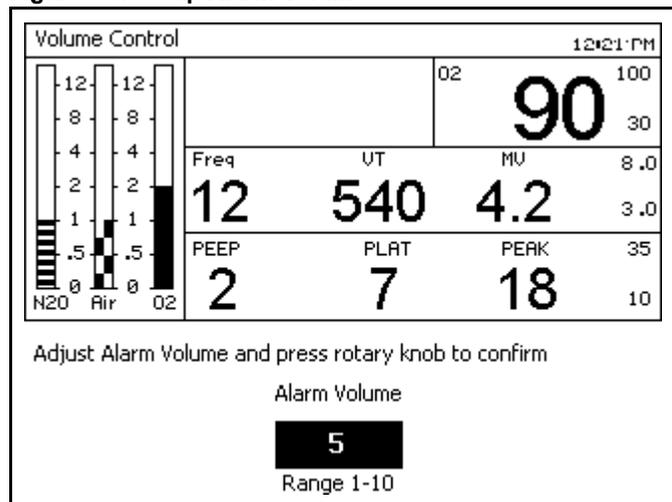 Volume Control 12:21:PM
12 12
8 8
4 4
2 2
1 1
.5 .5
0 0
N2O Air O2
O2 90 100
30
Freq VT MV 8.0
12 540 4.2 3.0
PEEP PLAT PEAK 35
2 7 18 10
Adjust Alarm Volume and press rotary knob to confirm
Alarm Volume
5
Range 1-10